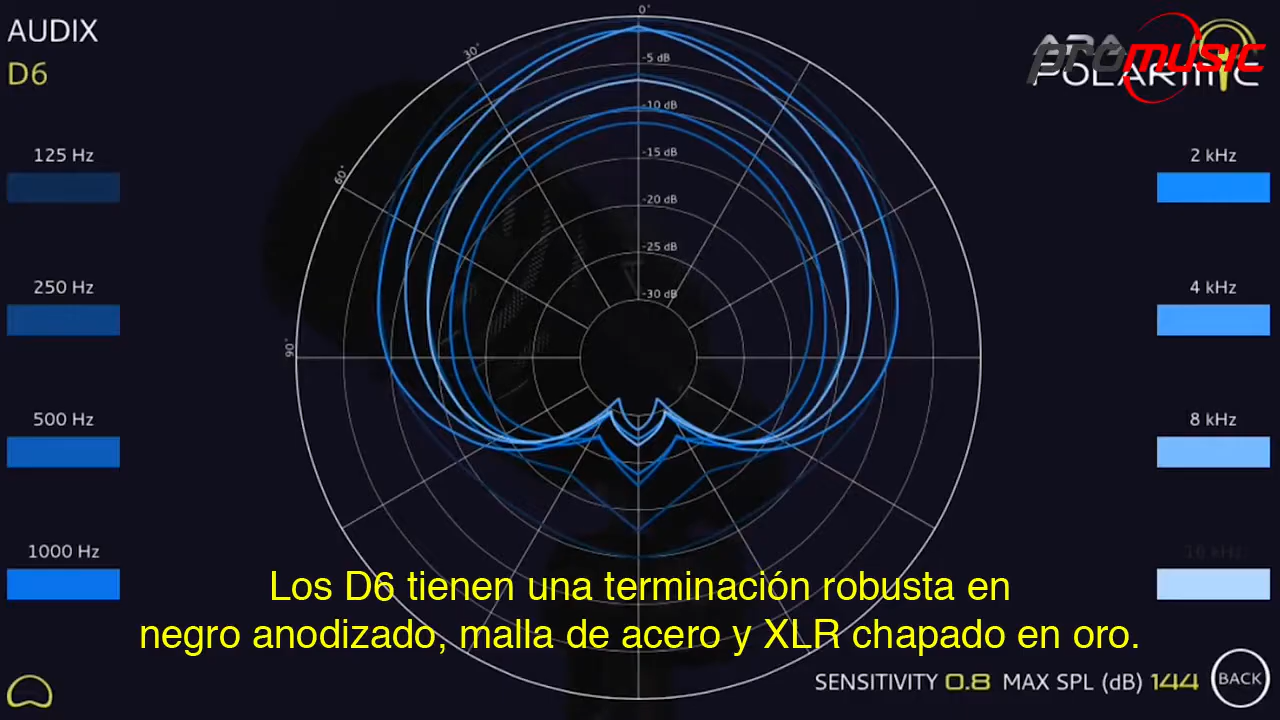 AUDIX
D6
promusic
POLARMIC
0°
30°
60°
90°
-5 dB
-10 dB
-15 dB
-20 dB
-25 dB
-30 dB
125 Hz
250 Hz
500 Hz
1000 Hz
2 kHz
4 kHz
8 kHz
16 kHz
Los D6 tienen una terminación robusta en
negro anodizado, malla de acero y XLR chapado en oro.
SENSITIVITY 0.8 MAX SPL (dB) 144
BACK